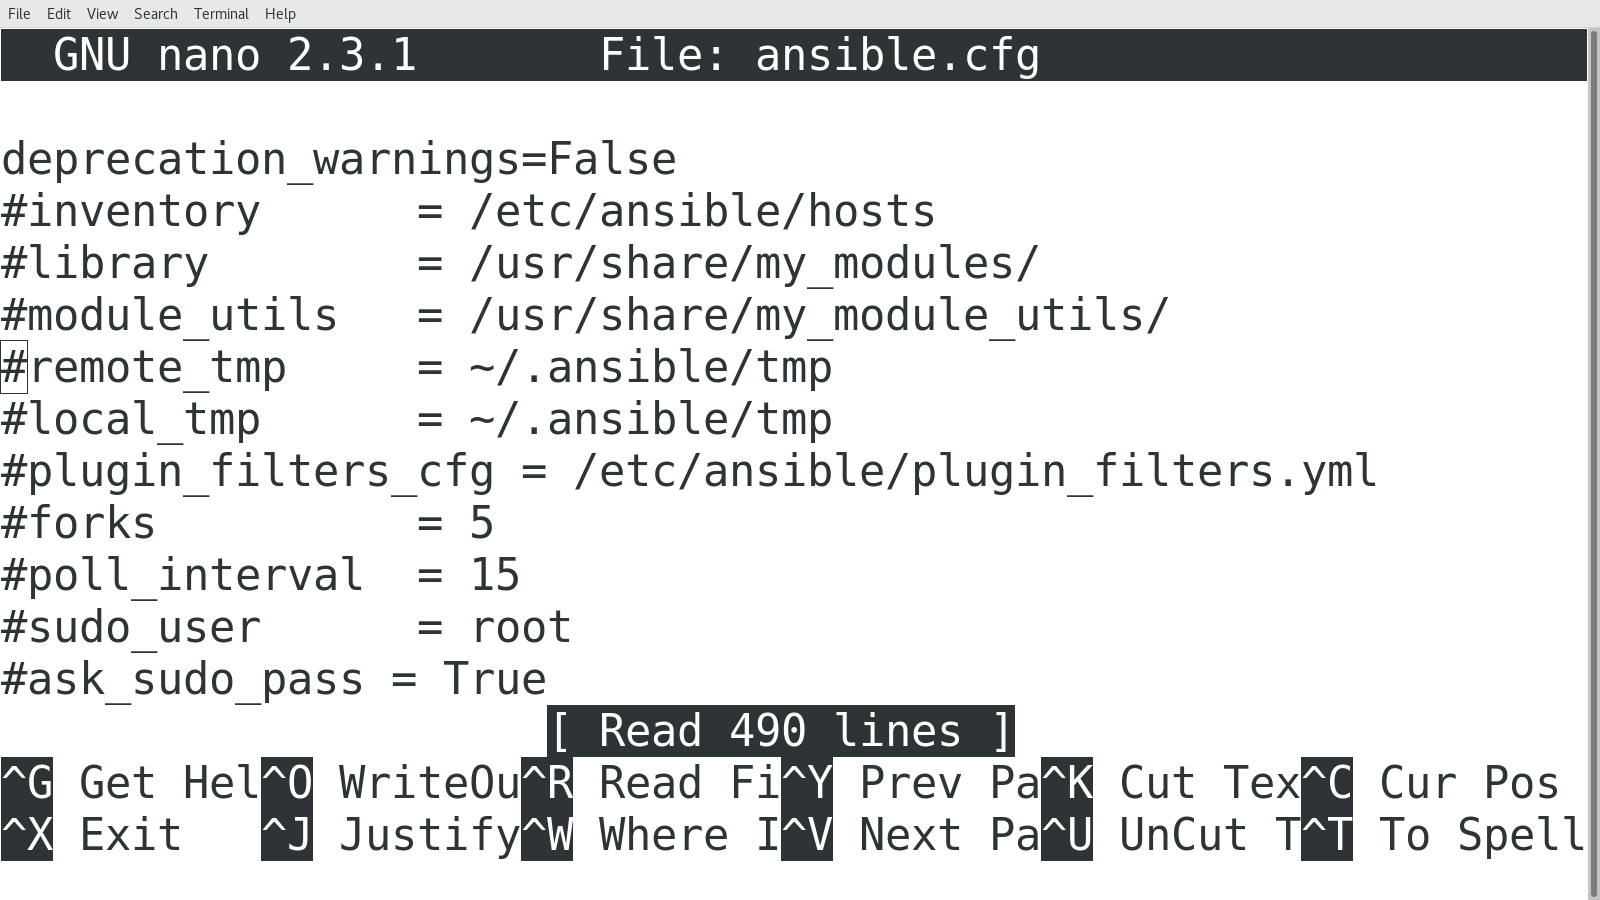 File Edit View Search Terminal Help
GNU nano 2.3.1 File: ansible.cfg
deprecation_warnings=False
#inventory = /etc/ansible/hosts
#library = /usr/share/my_modules/
#module_utils = /usr/share/my_module_utils/
#remote_tmp = ~/.ansible/tmp
#local_tmp = ~/.ansible/tmp
#plugin_filters_cfg = /etc/ansible/plugin_filters.yml
#forks = 5
#poll_interval = 15
#sudo_user = root
#ask_sudo_pass = True
[ Read 490 lines ]
^G Get Hel^O WriteOu^R Read Fi^Y Prev Pa^K Cut Tex^C Cur Pos
^X Exit ^J Justify^W Where I^V Next Pa^U UnCut T^T To Spell